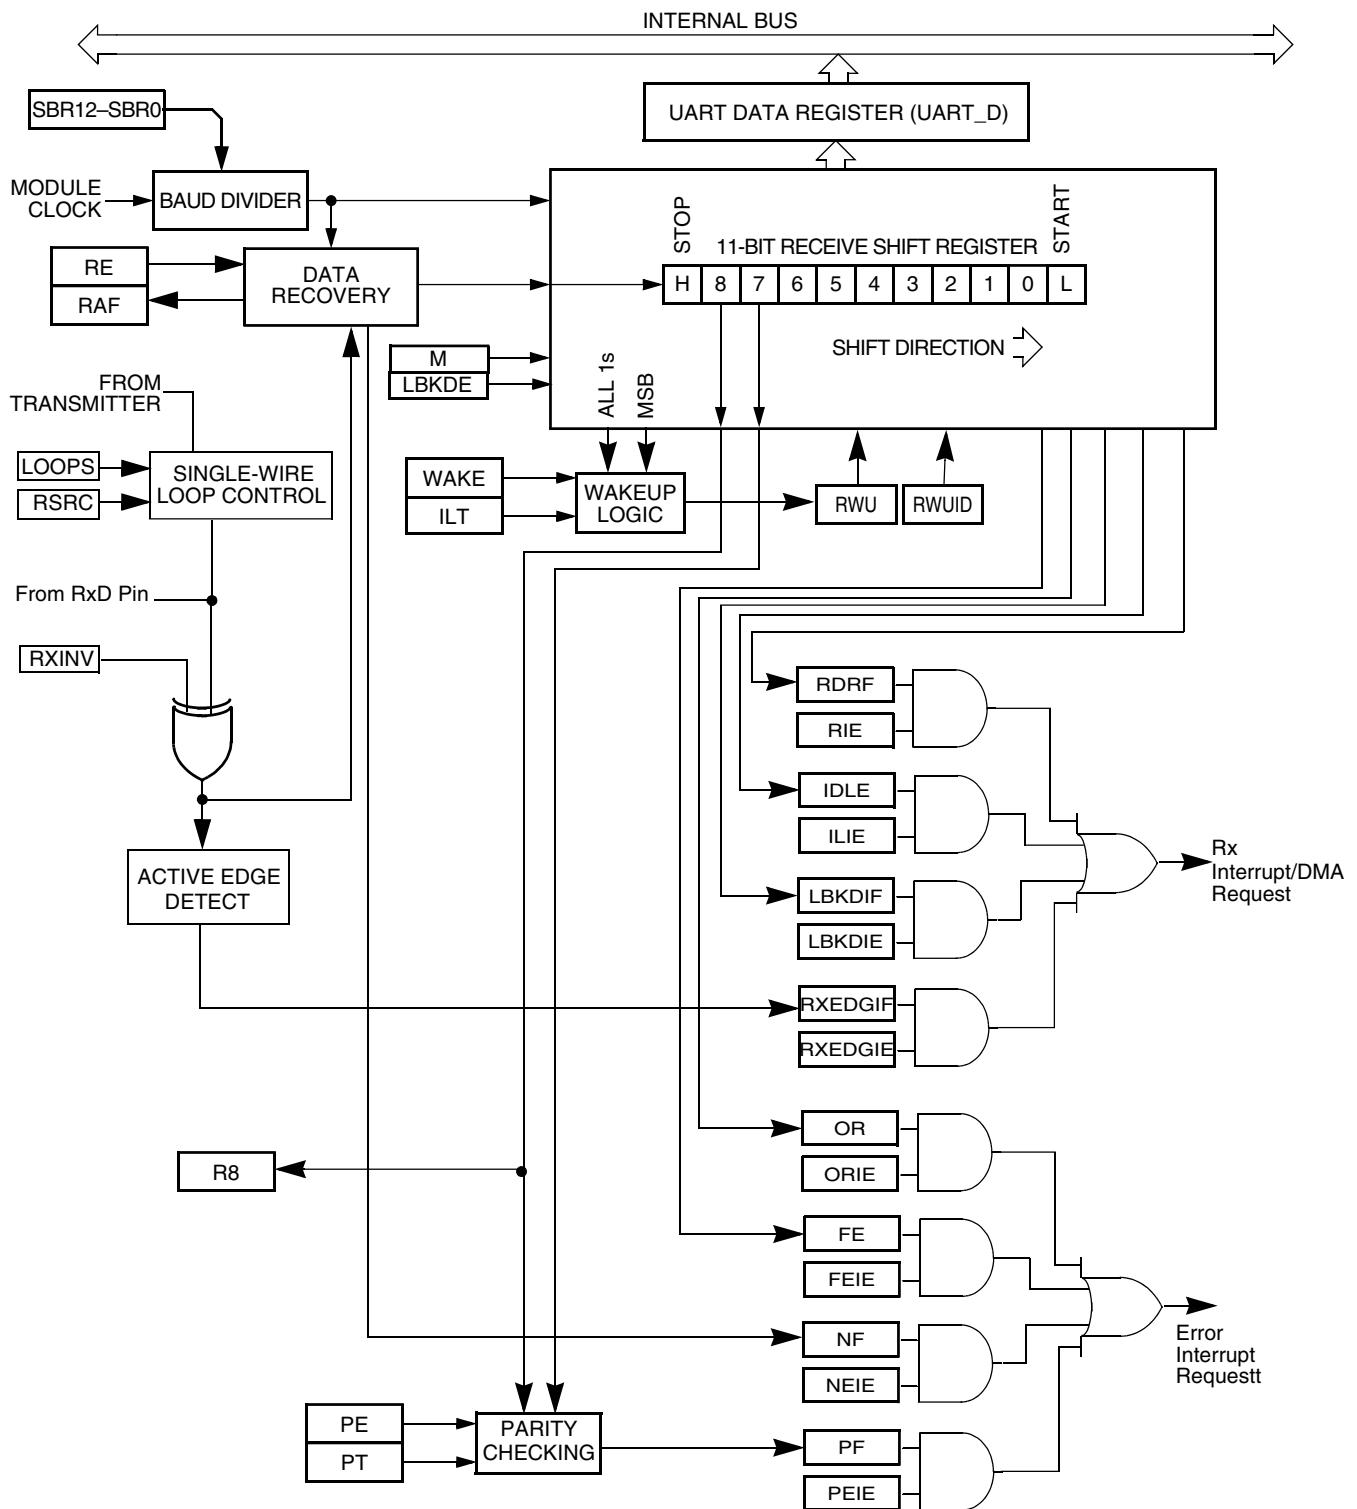 INTERNAL BUS
SBR12–SBR0
UART DATA REGISTER (UART_D)
MODULE
CLOCK
BAUD DIVIDER
STOP
11-BIT RECEIVE SHIFT REGISTER
START
RE
RAF
DATA
RECOVERY
H 8 7 6 5 4 3 2 1 0 L
SHIFT DIRECTION
M
LBKDE
ALL 1s
MSB
FROM
TRANSMITTER
LOOPS
RSRC
SINGLE-WIRE
LOOP CONTROL
WAKE
ILT
WAKEUP
LOGIC
RWU
RWUID
From RxD Pin
RXINV
RDRF
RIE
IDLE
ILIE
Rx
Interrupt/DMA
Request
ACTIVE EDGE
DETECT
LBKDIF
LBKDIE
RXEDGIF
RXEDGIE
OR
ORIE
R8
FE
FEIE
NF
NEIE
Error
Interrupt
Requestt
PE
PT
PARITY
CHECKING
PF
PEIE